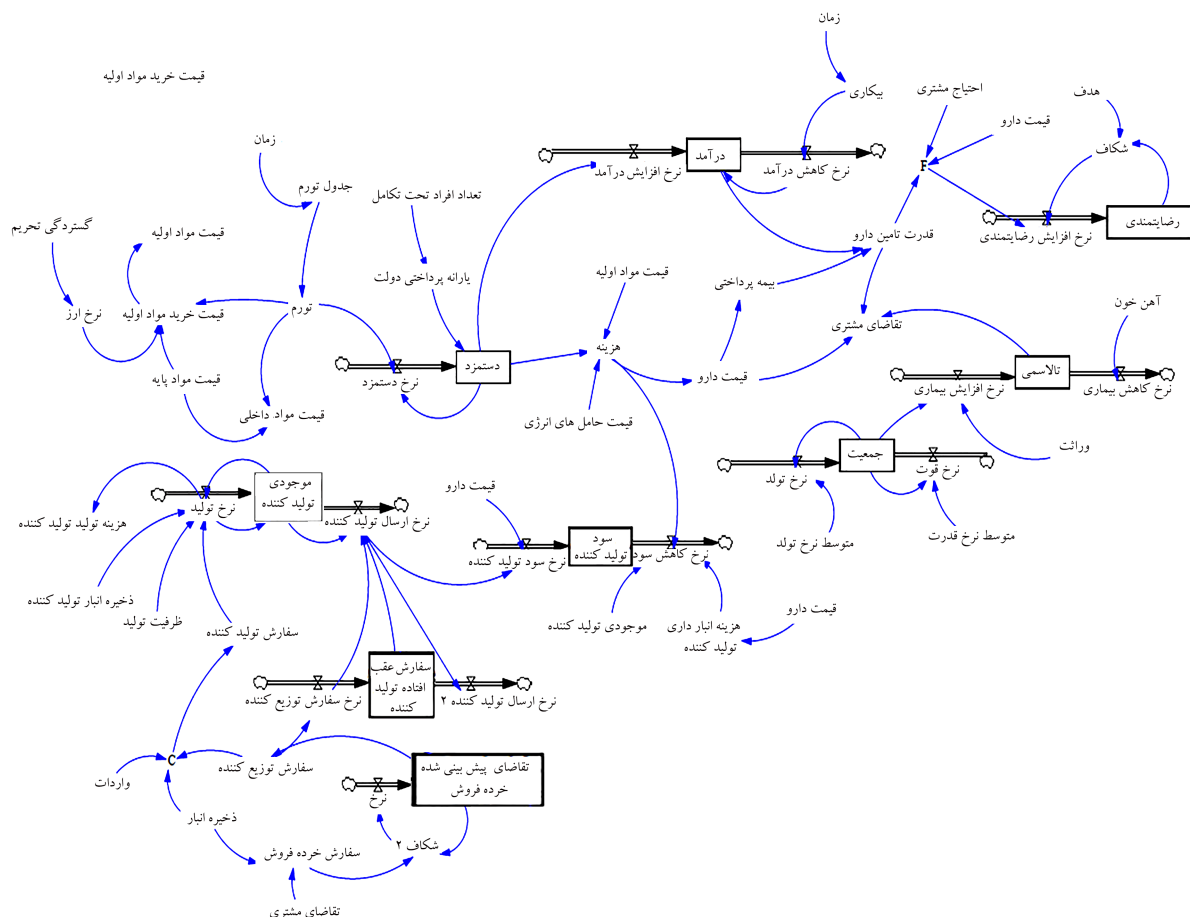 زمان
قیمت خرید مواد اولیه
بیکاری
احتیاج مشتری
هدف
قیمت دارو
زمان
شکاف
درآمد
نرخ افزایش درآمد
نرخ کاهش درآمد
F
جدول تورم
تعداد افراد تحت تکامل
رضایتمندی
نرخ افزایش رضایتمندی
گستردگی تحریم
قیمت مواد اولیه
قدرت تامین دارو
یارانه پرداختی دولت
قیمت مواد اولیه
بیمه پرداختی
آهن خون
تورم
نرخ ارز
قیمت خرید مواد اولیه
تقاضای مشتری
هزینه
دستمزد
نرخ دستمزد
قیمت دارو
تالاسمی
نرخ افزایش بیماری
نرخ کاهش بیماری
قیمت مواد پایه
قیمت مواد داخلی
قیمت حامل های انرژی
وراثت
جمعیت
نرخ تولد
نرخ قوت
موجودی
تولید کننده
قیمت دارو
نرخ تولید
نرخ ارسال تولید کننده
هزینه تولید تولید کننده
متوسط نرخ تولد
متوسط نرخ قدرت
سود
تولید کننده
نرخ سود تولید کننده
نرخ کاهش سود
ذخیره انبار تولید کننده
ظرفیت تولید
سفارش تولید کننده
موجودی تولید کننده
هزینه انبار داری
تولید کننده
قیمت دارو
سفارش عقب
افتاده تولید
کننده
نرخ سفارش توزیع کننده
نرخ ارسال تولید کننده ۲
C
سفارش توزیع کننده
تقاضای پیش بینی شده
خرده فروش
واردات
نرخ
ذخیره انبار
شکاف ۲
سفارش خرده فروش
تقاضای مشتری